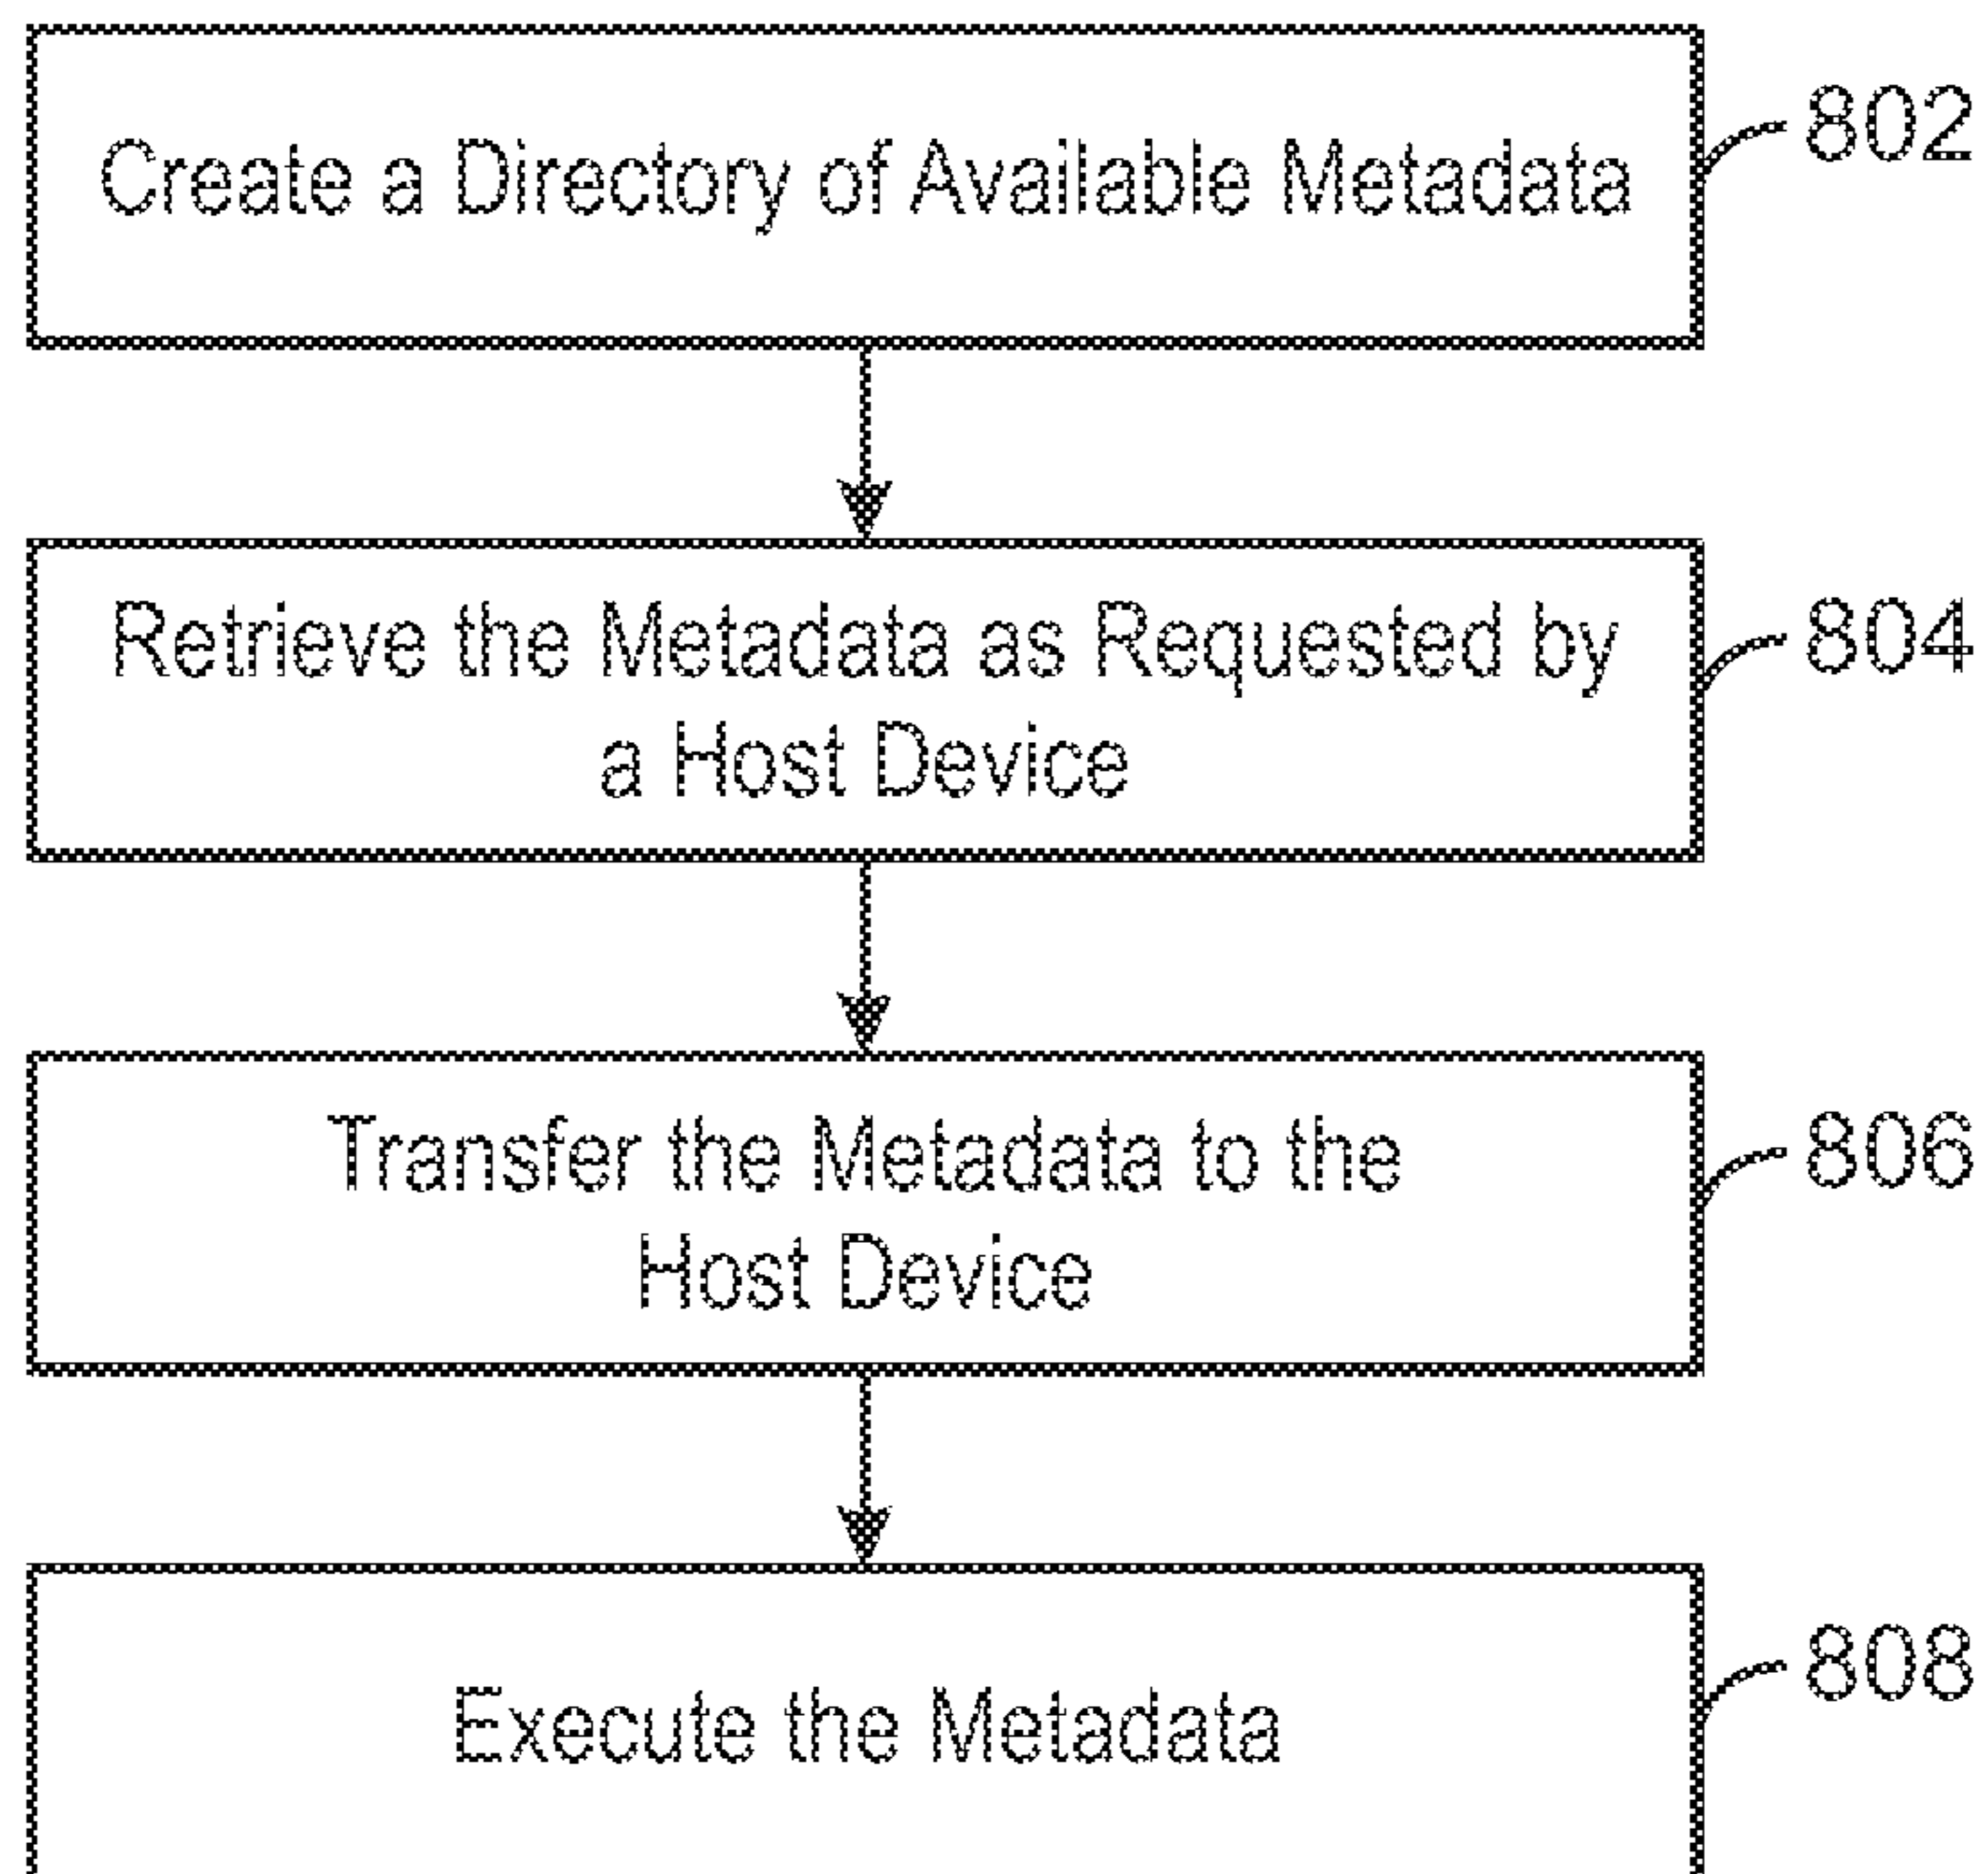 Create a Directory of Available Metadata
802
Retrieve the Metadata as Requested by
a Host Device
804
Transfer the Metadata to the
Host Device
806
Execute the Metadata
808